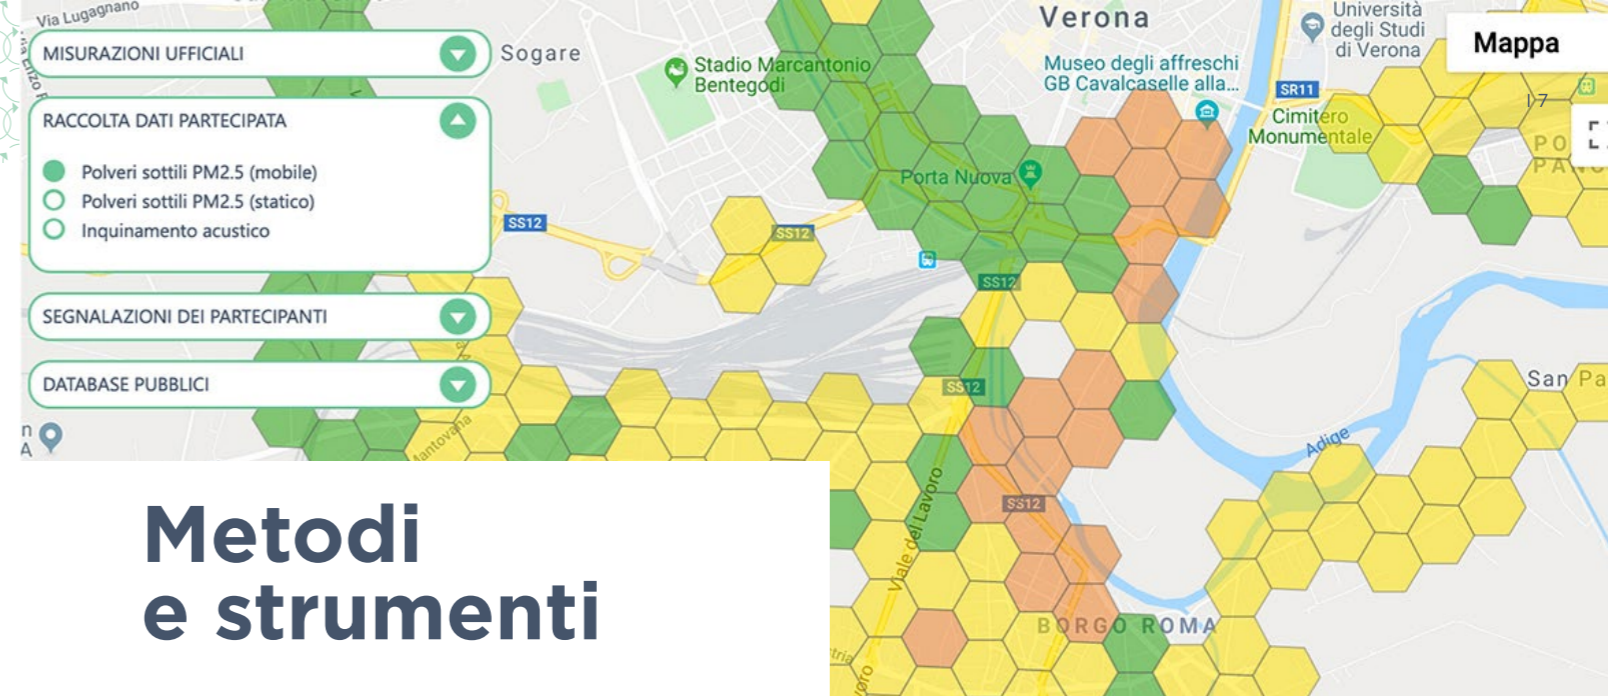 Via Lugagnano
MISURAZIONI UFFICIALI
RACCOLTA DATI PARTECIPATA
Polveri sottili PM2.5 (mobile)
Polveri sottili PM2.5 (statico)
Inquinamento acustico
SEGNALAZIONI DEI PARTECIPANTI
DATABASE PUBBLICI
Sogare
Stadio Marcantonio
Bentegodi
Verona
Museo degli affreschi
GB Cavalcaselle alla...
Università
degli Studi
di Verona
Mappa
SR11
| 7
Cimitero
Monumentale
Porta Nuova
SS12
SS12
SS12
SS12
San Pa
Mantovana
Adige
SS12
Viale del Lavoro
BORGO ROMA
Metodi
e strumenti